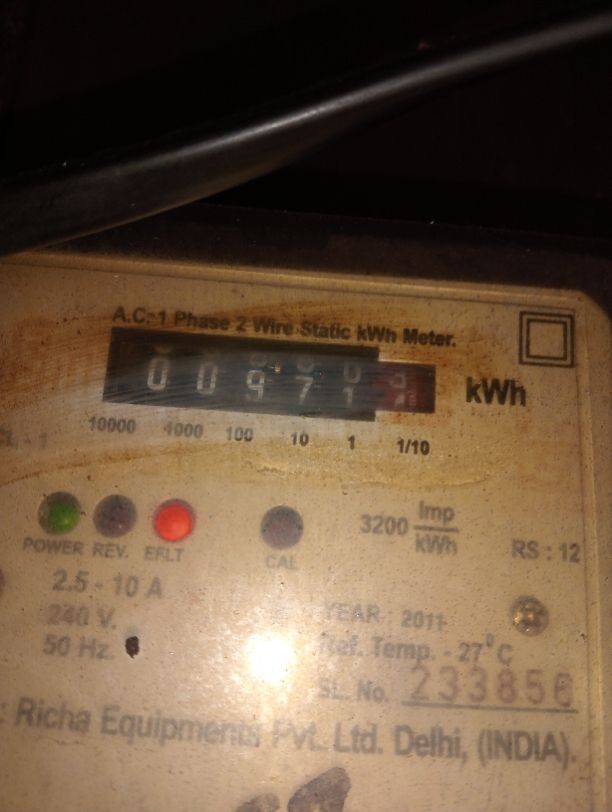 A.C.-1 Phase 2 Wire Static kWh Meter.
0 0 9 7 1 kWh
10000 1000 100 10 1 1/10
CL - 1
3200 Imp/kWh
POWER REV. EFLT CAL RS : 12
2.5 - 10 A
240 V. YEAR : 2011
50 Hz. Ref. Temp. - 27°C
SL. No. 233856
: Richa Equipments Pvt. Ltd. Delhi, (INDIA).